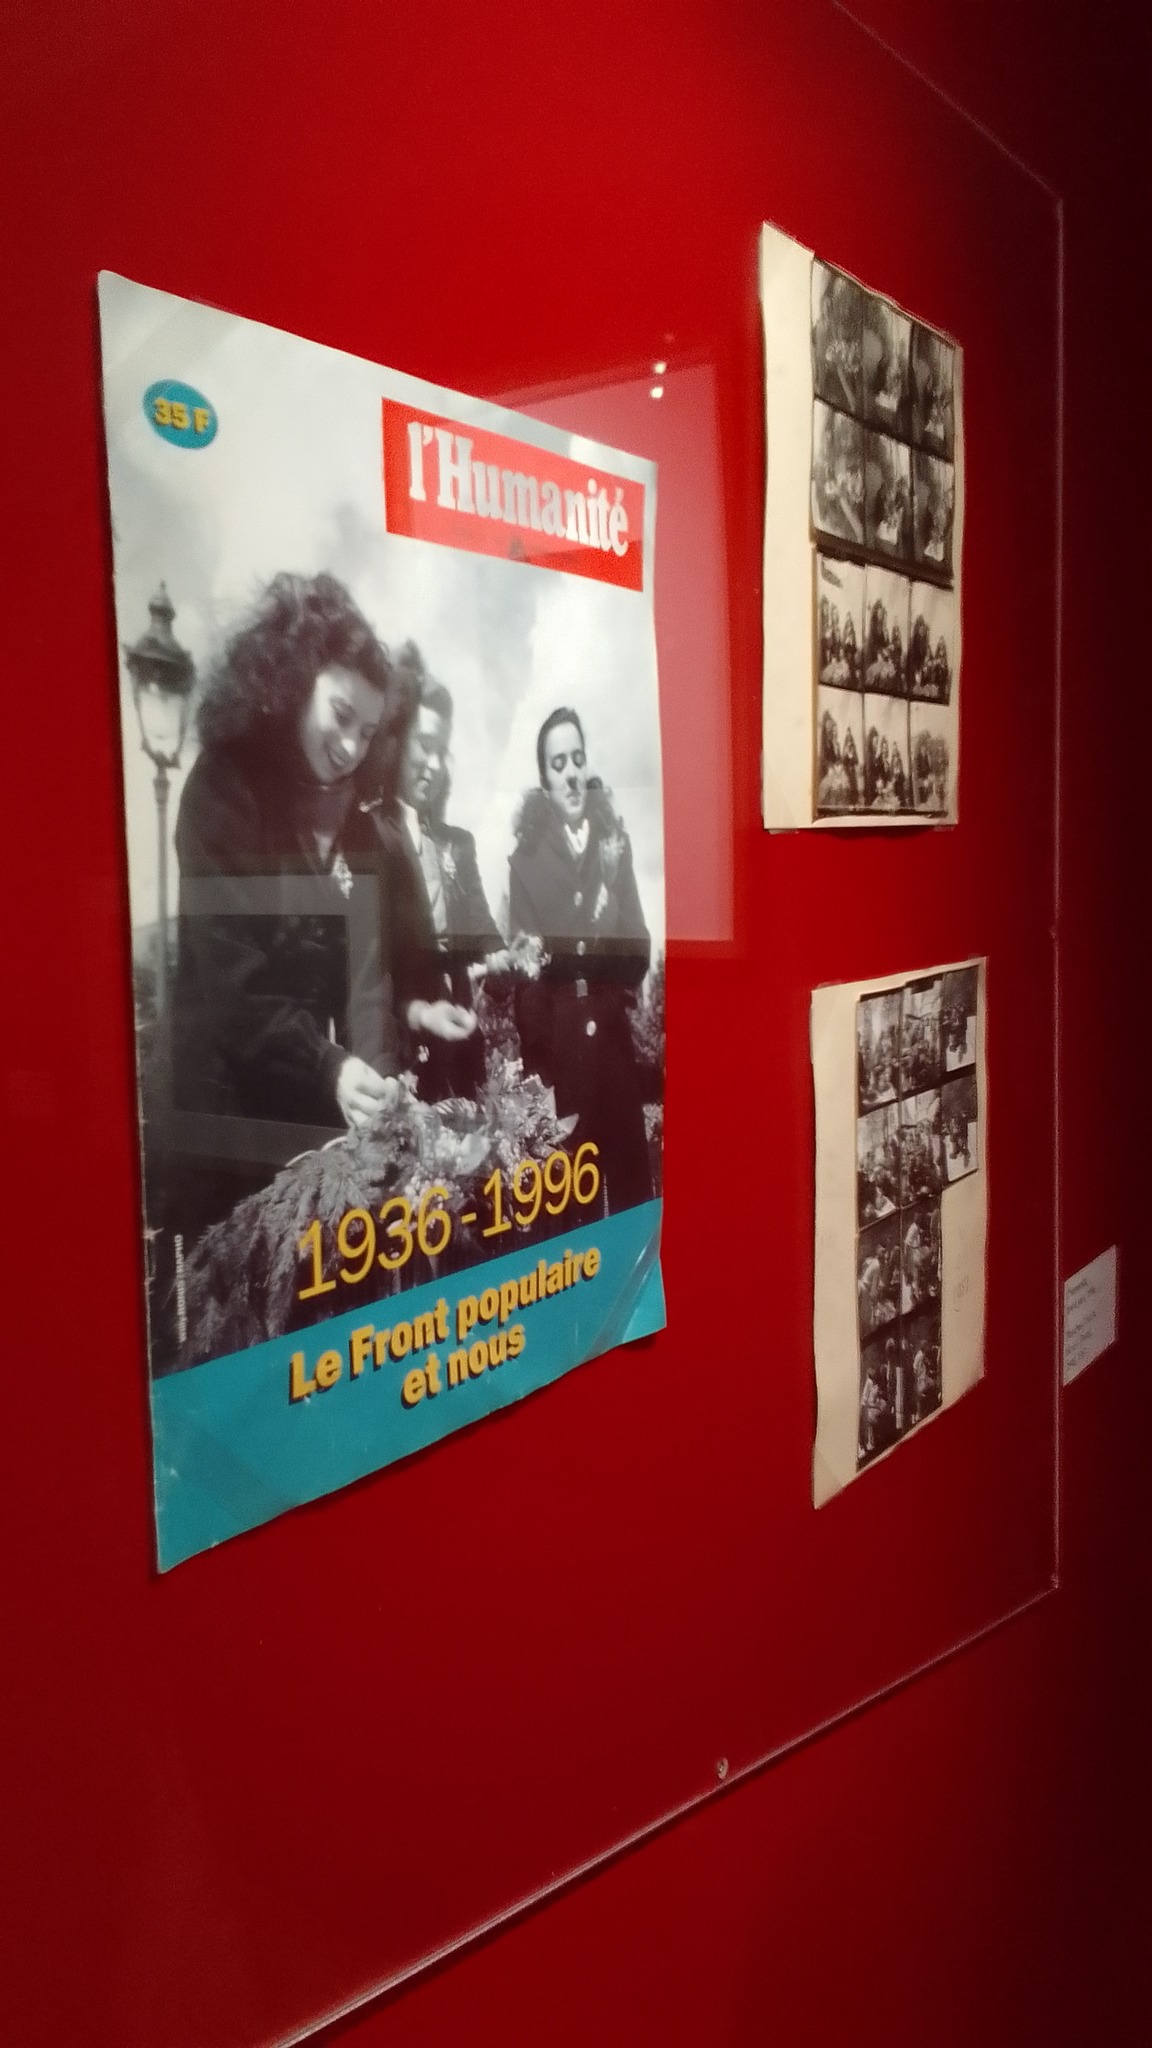 35 F
l'Humanité
1936-1996
Le Front populaire
et nous